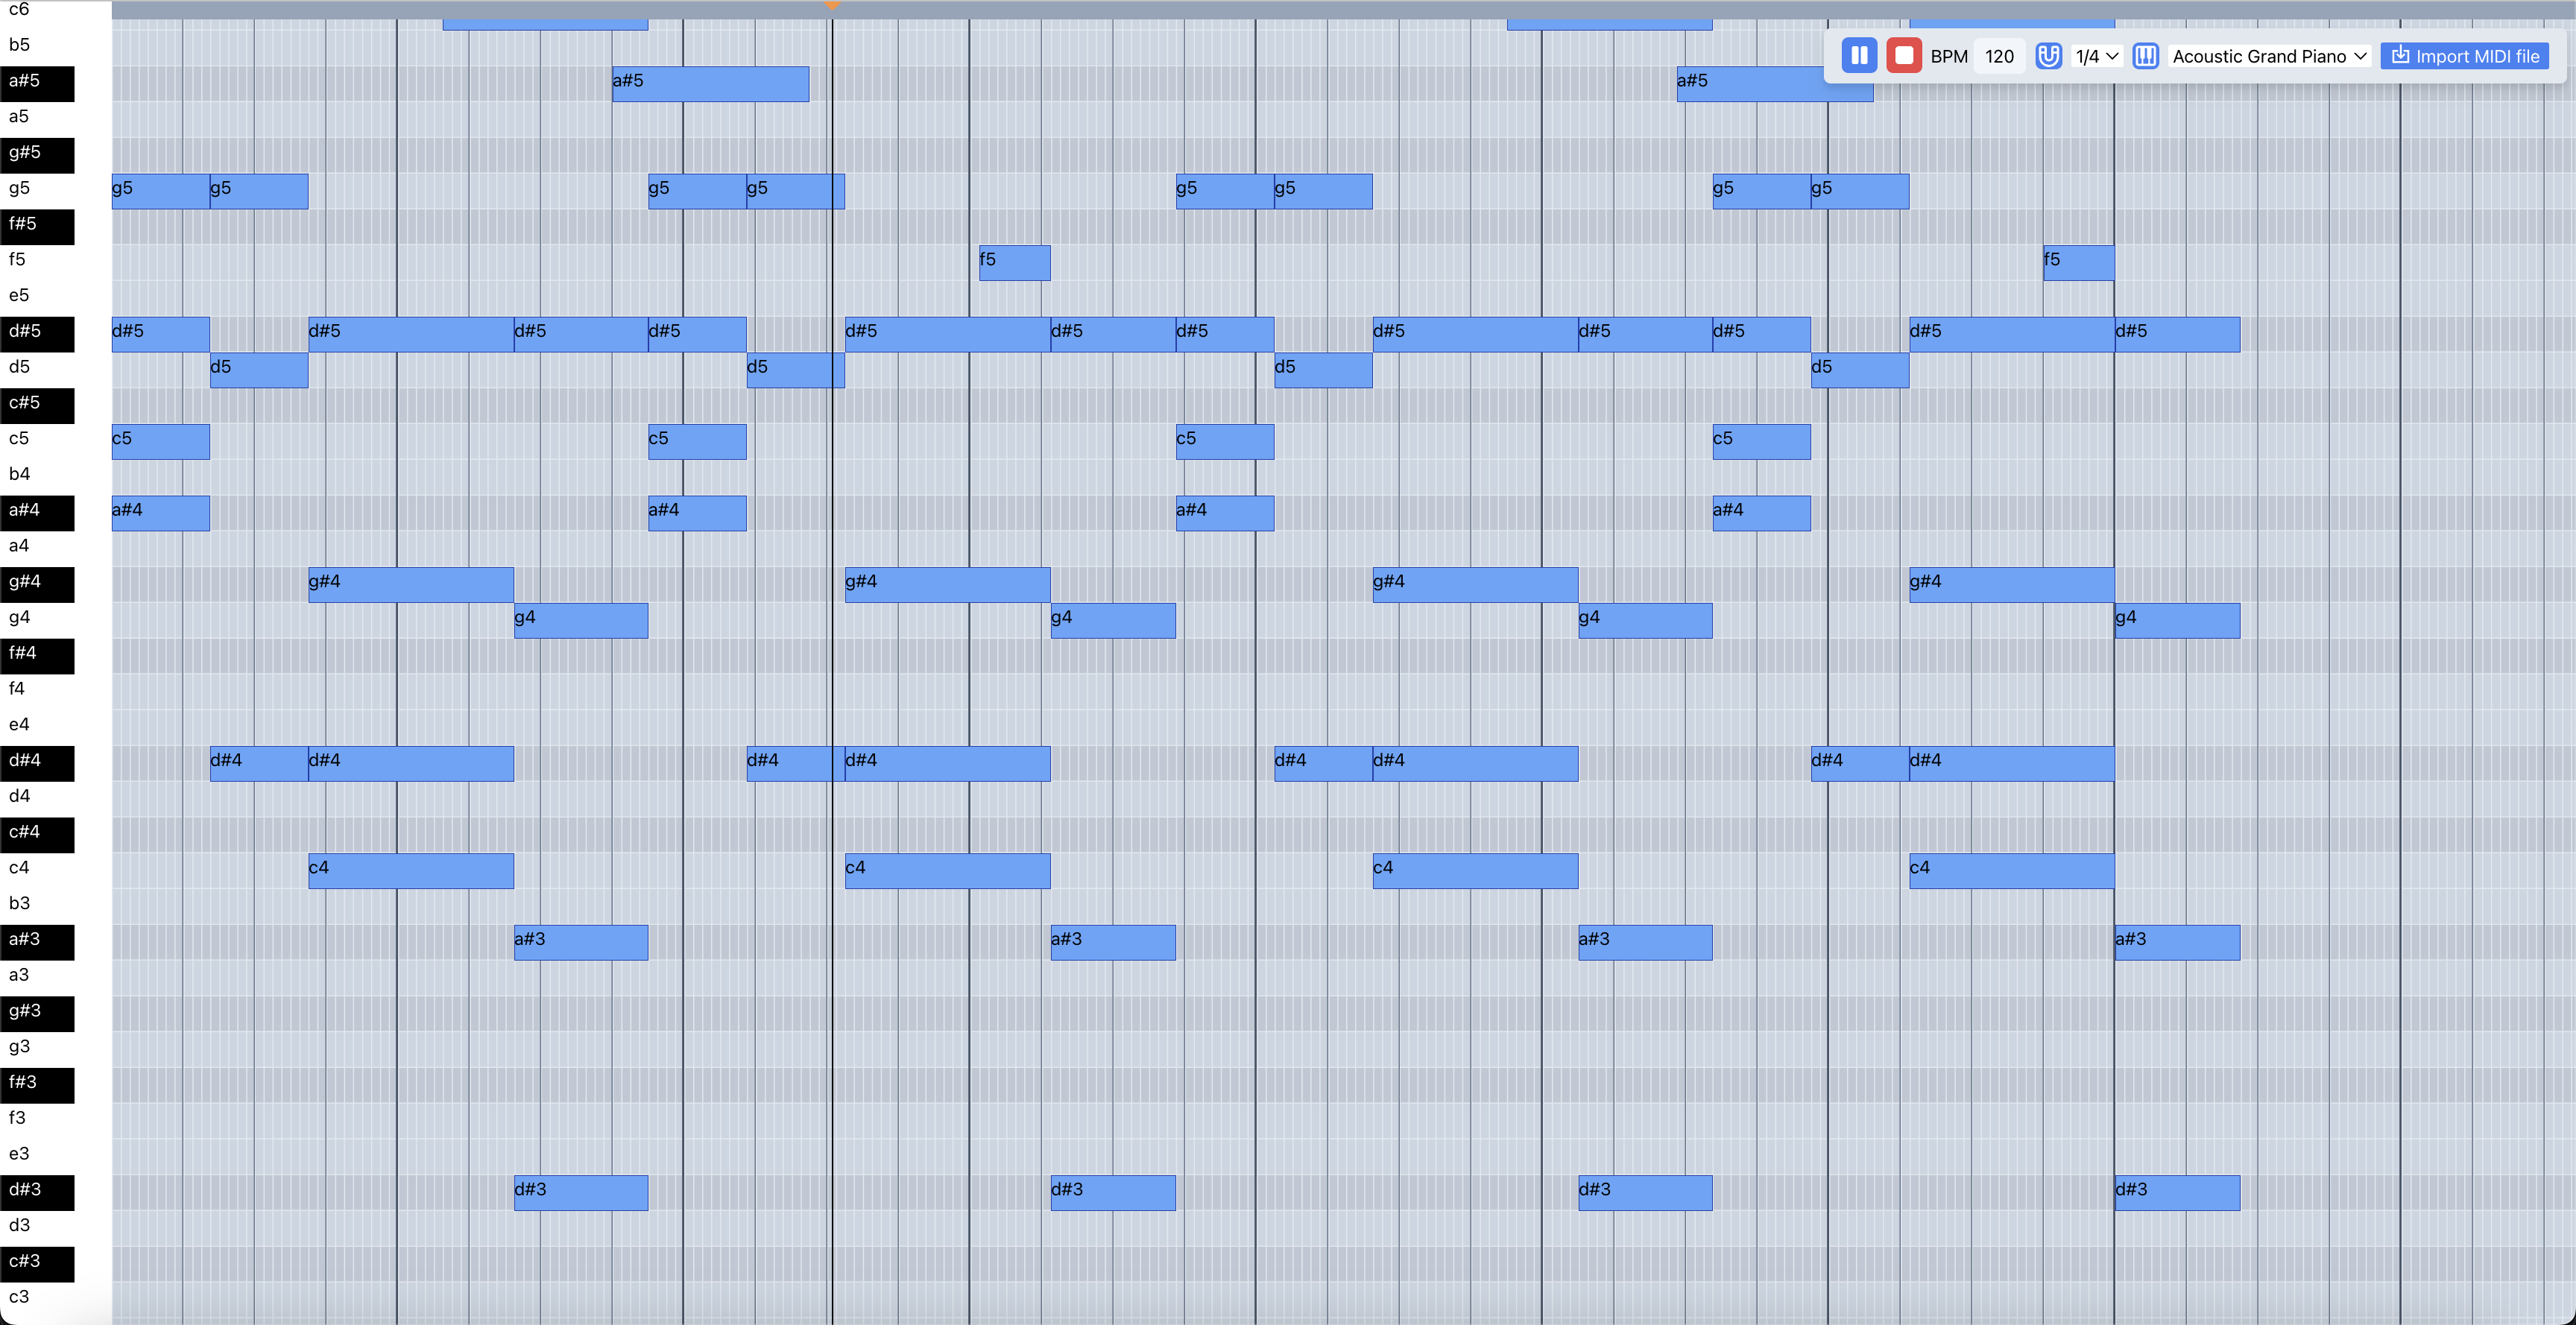 c6
b5
BPM 120 1/4 Acoustic Grand Piano Import MIDI file
a#5 a#5 a#5
a5
g#5
g5 g5 g5 g5 g5 g5 g5 g5 g5
f#5
f5 f5 f5
e5
d#5 d#5 d#5 d#5 d#5 d#5 d#5 d#5 d#5 d#5 d#5 d#5 d#5
d5 d5 d5 d5 d5
c#5
c5 c5 c5 c5 c5
b4
a#4 a#4 a#4 a#4 a#4
a4
g#4 g#4 g#4 g#4 g#4
g4 g4 g4 g4 g4
f#4
f4
e4
d#4 d#4 d#4 d#4 d#4 d#4 d#4 d#4 d#4
d4
c#4
c4 c4 c4 c4 c4
b3
a#3 a#3 a#3 a#3 a#3
a3
g#3
g3
f#3
f3
e3
d#3 d#3 d#3 d#3 d#3
d3
c#3
c3